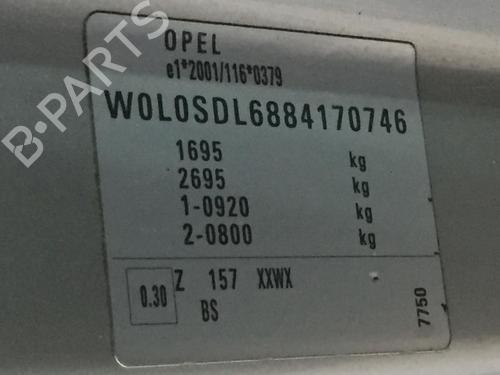 OPEL
e1*2001/116*0379
W0L0SDL6884170746
1695 kg
2695 kg
1-0920 kg
2-0800 kg
0.30 Z 157 XXWX
BS
7750
B-PARTS